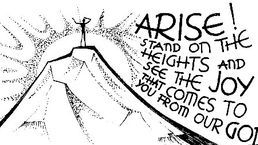 ARISE!
STAND ON THE
HEIGHTS AND
SEE THE JOY
THAT COMES TO
YOU FROM OUR GOD